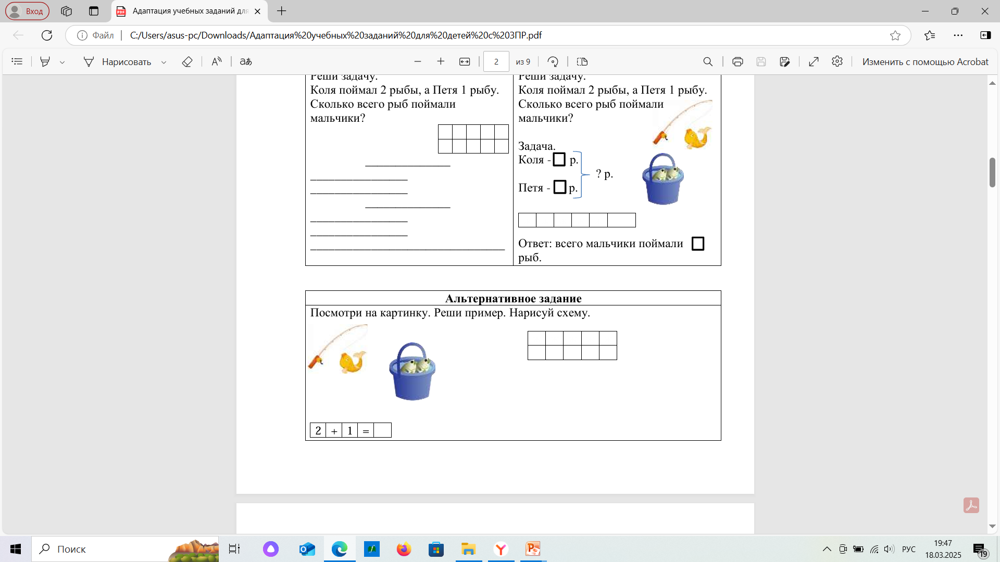 Вход
Адаптация учебных заданий для
Файл
C:/Users/asus-pc/Downloads/Адаптация%20учебных%20заданий%20для%20детей%20с%20ЗПР.pdf
Нарисовать
aあ
2
из 9
Изменить с помощью Acrobat
Реши задачу.
Коля поймал 2 рыбы, а Петя 1 рыбу.
Сколько всего рыб поймали
мальчики?
Реши задачу.
Коля поймал 2 рыбы, а Петя 1 рыбу.
Сколько всего рыб поймали
мальчики?
Задача.
Коля - р.
? р.
Петя - р.
Ответ: всего мальчики поймали
рыб.
Альтернативное задание
Посмотри на картинку. Реши пример. Нарисуй схему.
2 + 1 =
Поиск
РУС
19:47
18.03.2025
19